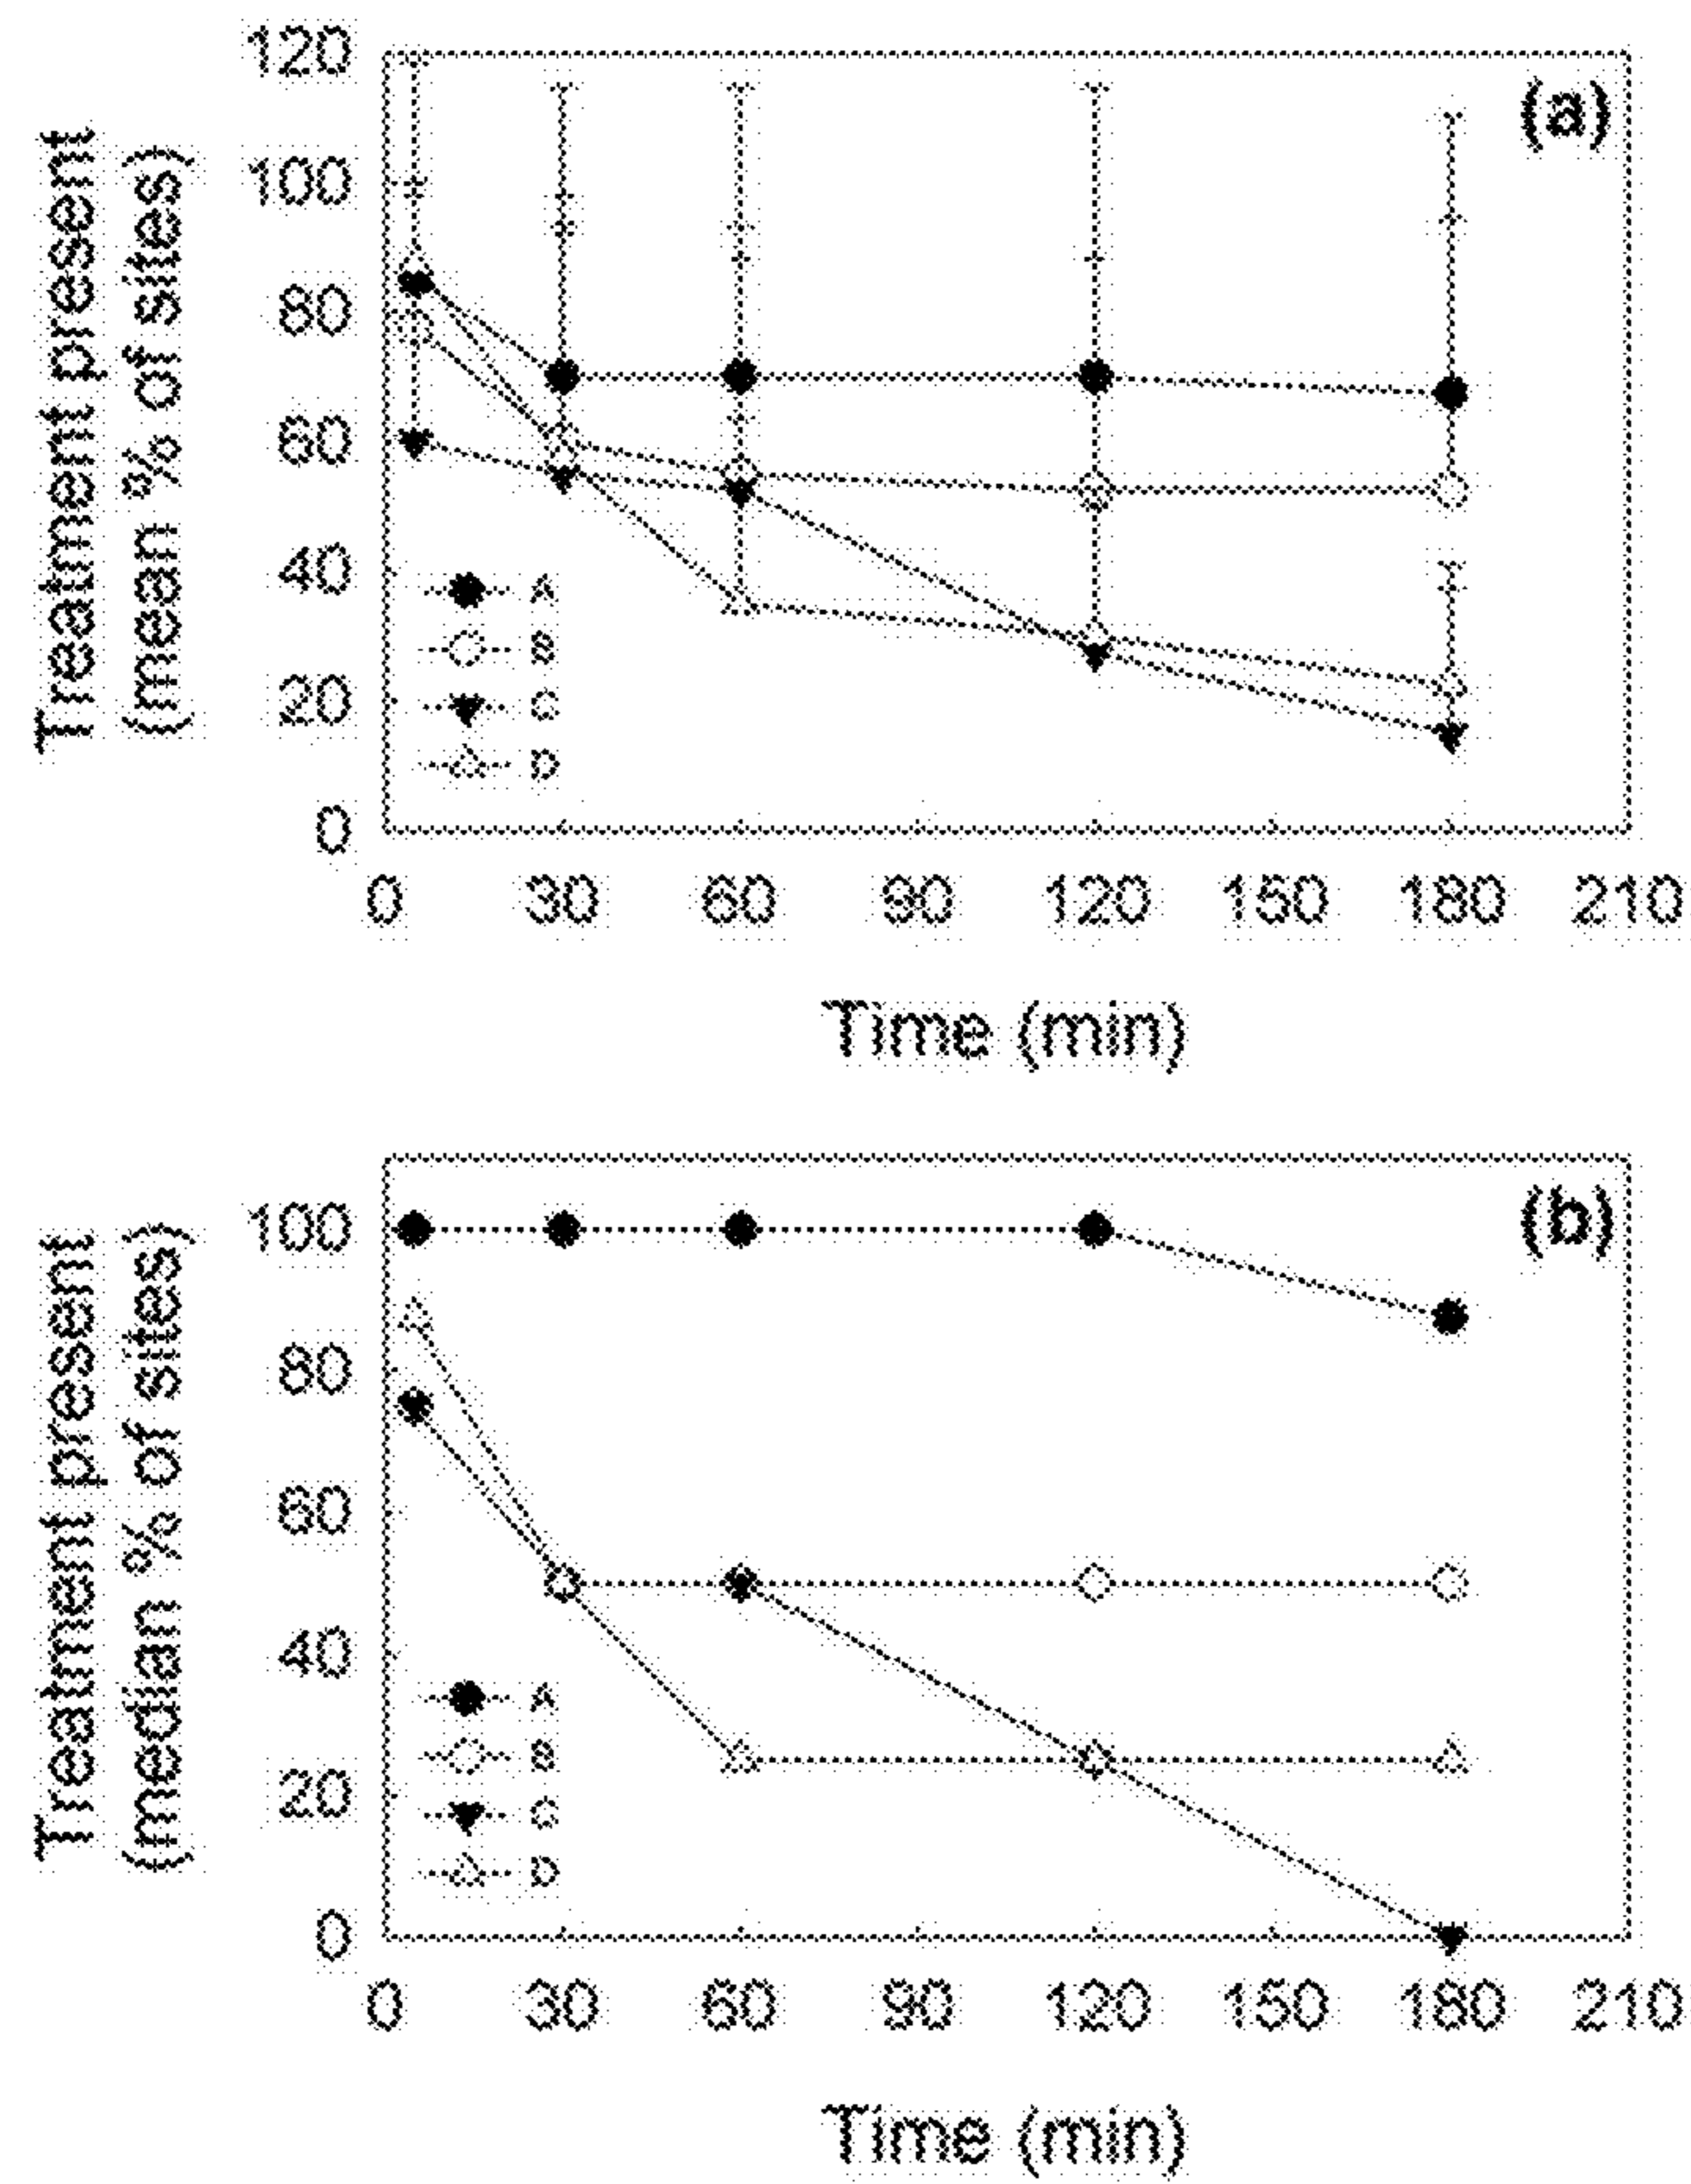 Treatment present
(mean % of sites)
120
100
80
60
40
20
0
(a)
A
B
C
D
0 30 60 90 120 150 180 210
Time (min)
Treatment present
(median % of sites)
100
80
60
40
20
0
(b)
A
B
C
D
0 30 60 90 120 150 180 210
Time (min)